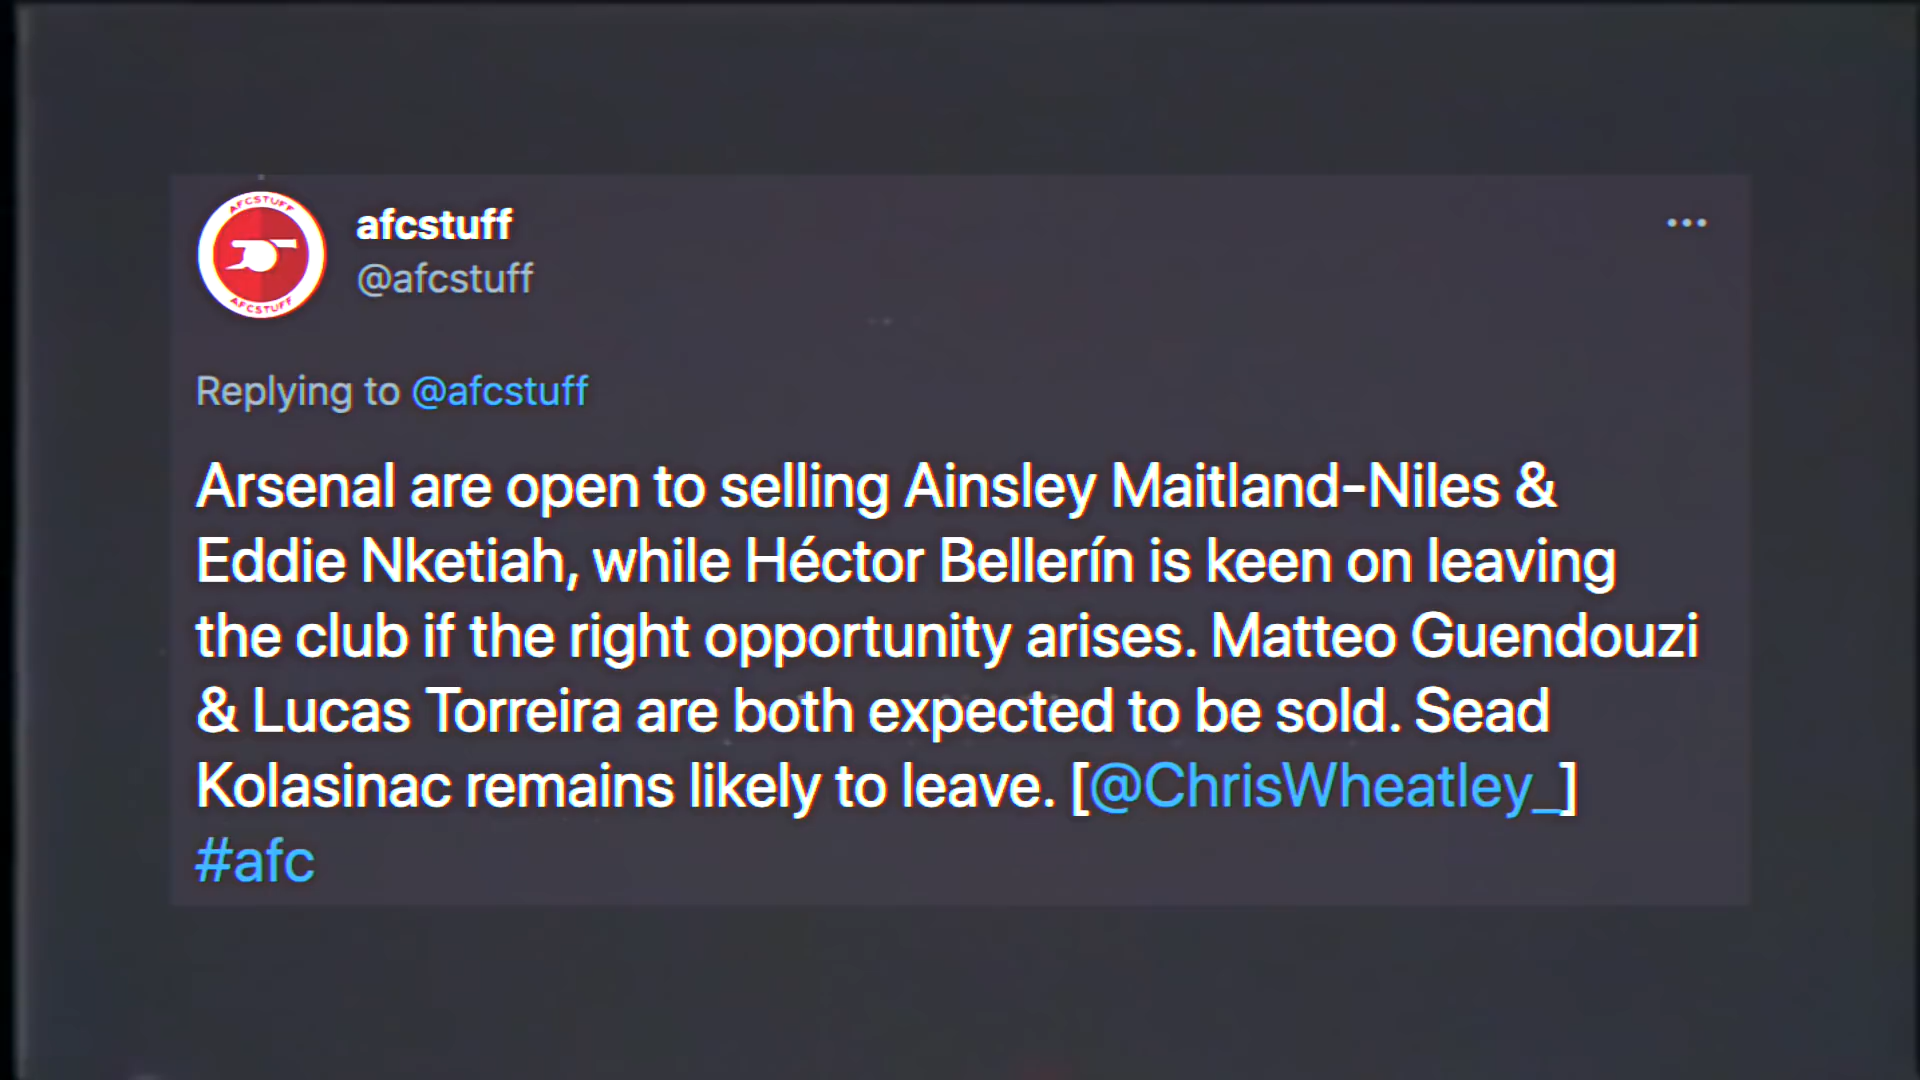 AFCSTUFF
AFCSTUFF
afcstuff
@afcstuff
Replying to @afcstuff
Arsenal are open to selling Ainsley Maitland-Niles &
Eddie Nketiah, while Héctor Bellerín is keen on leaving
the club if the right opportunity arises. Matteo Guendouzi
& Lucas Torreira are both expected to be sold. Sead
Kolasinac remains likely to leave. [@ChrisWheatley_]
#afc